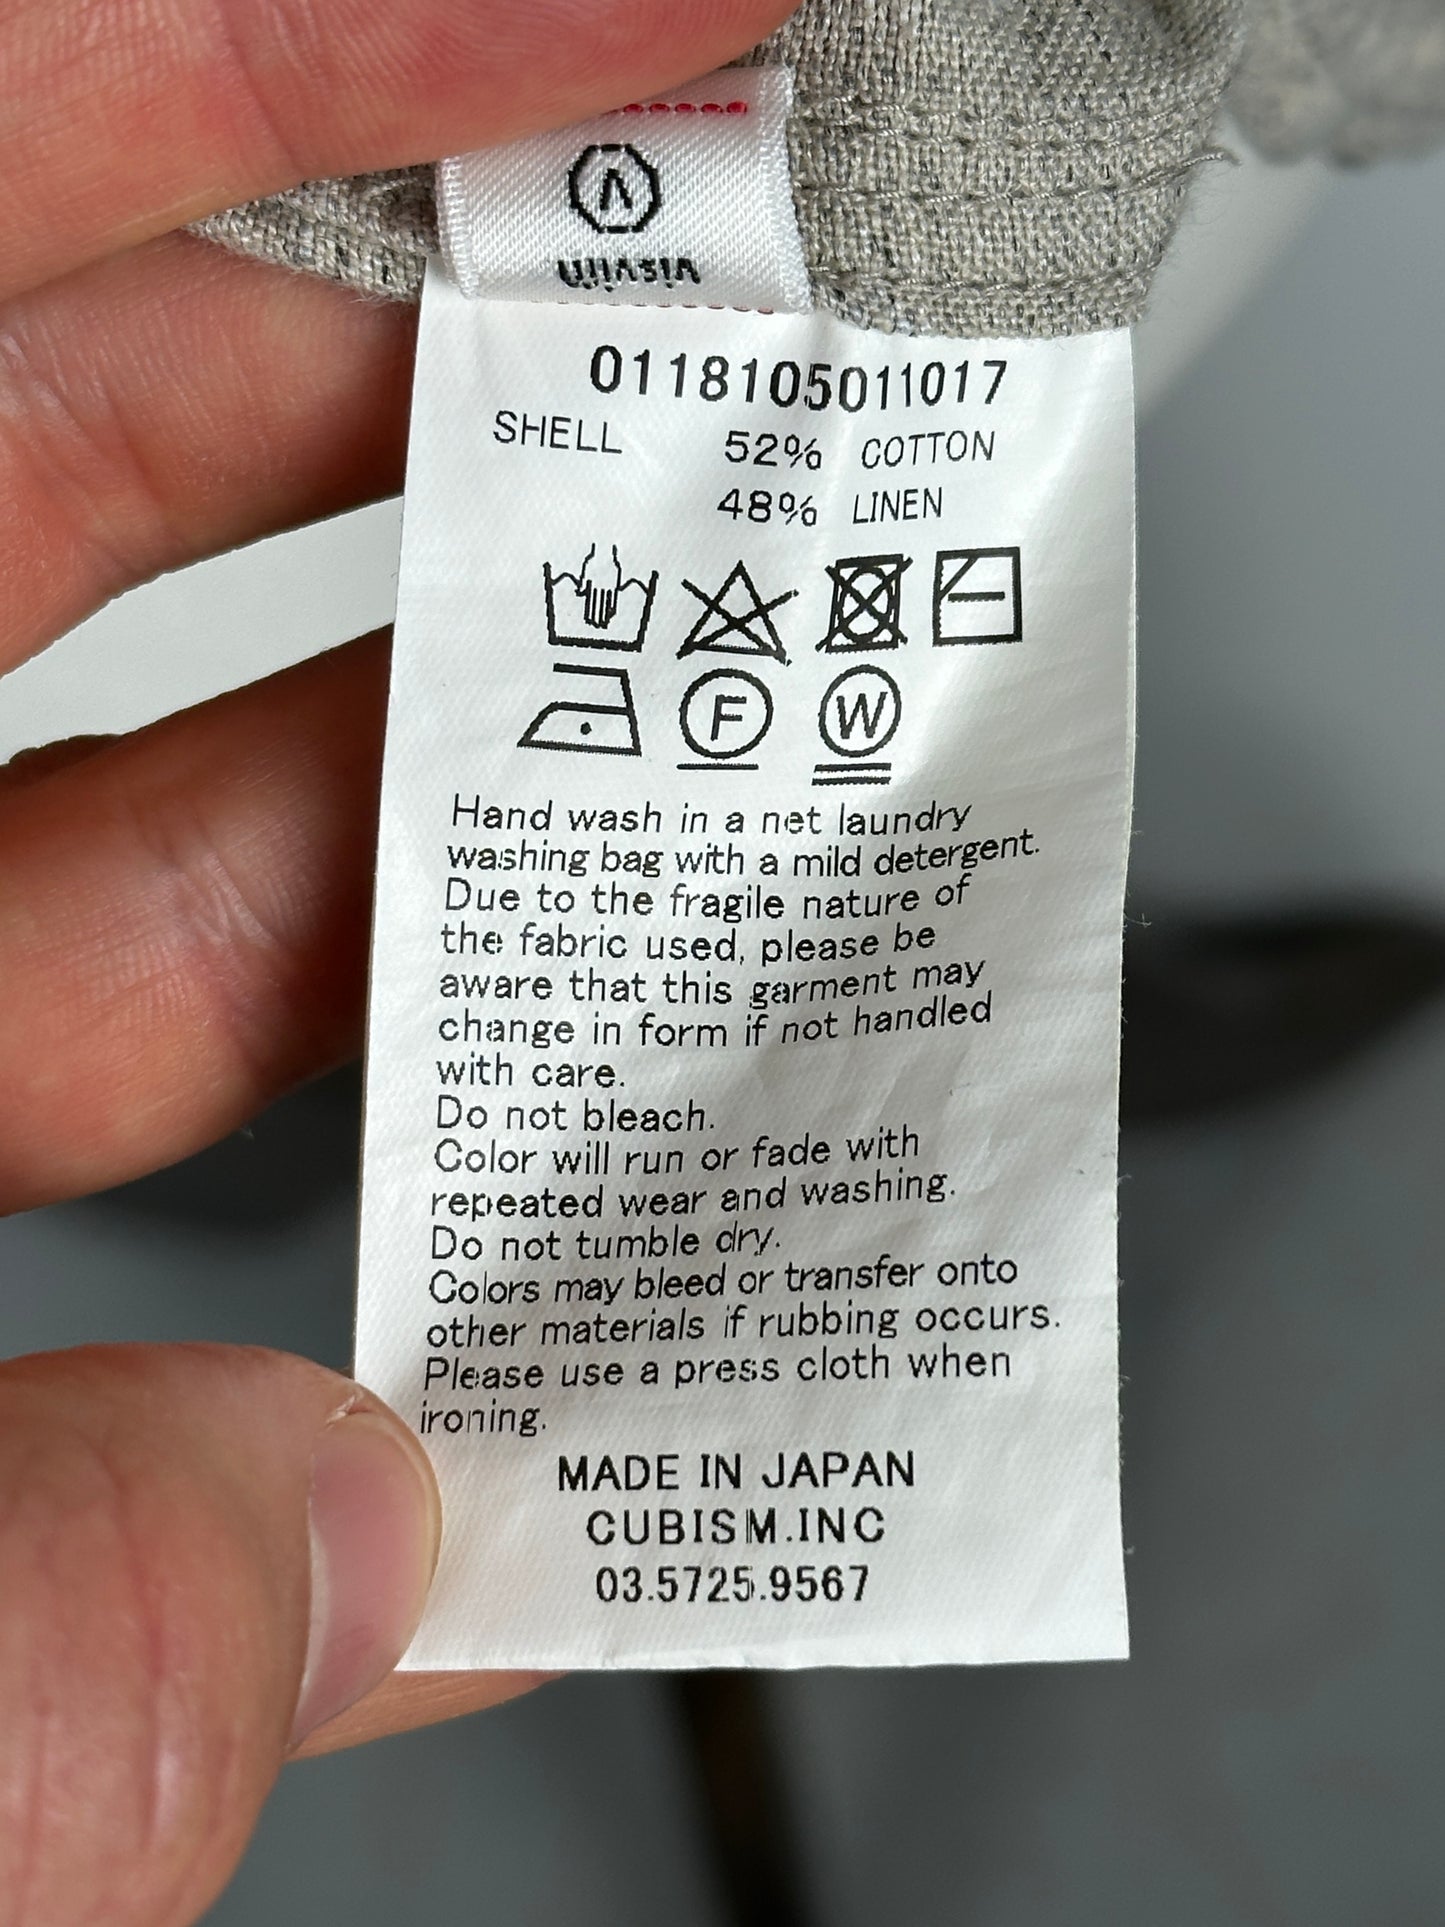 visvim
0118105011017
SHELL 52% COTTON
48% LINEN
F W
Hand wash in a net laundry
washing bag with a mild detergent.
Due to the fragile nature of
the fabric used, please be
aware that this garment may
change in form if not handled
with care.
Do not bleach.
Color will run or fade with
repeated wear and washing.
Do not tumble dry.
Colors may bleed or transfer onto
other materials if rubbing occurs.
Please use a press cloth when
ironing.
MADE IN JAPAN
CUBISM.INC
03.5725.9567